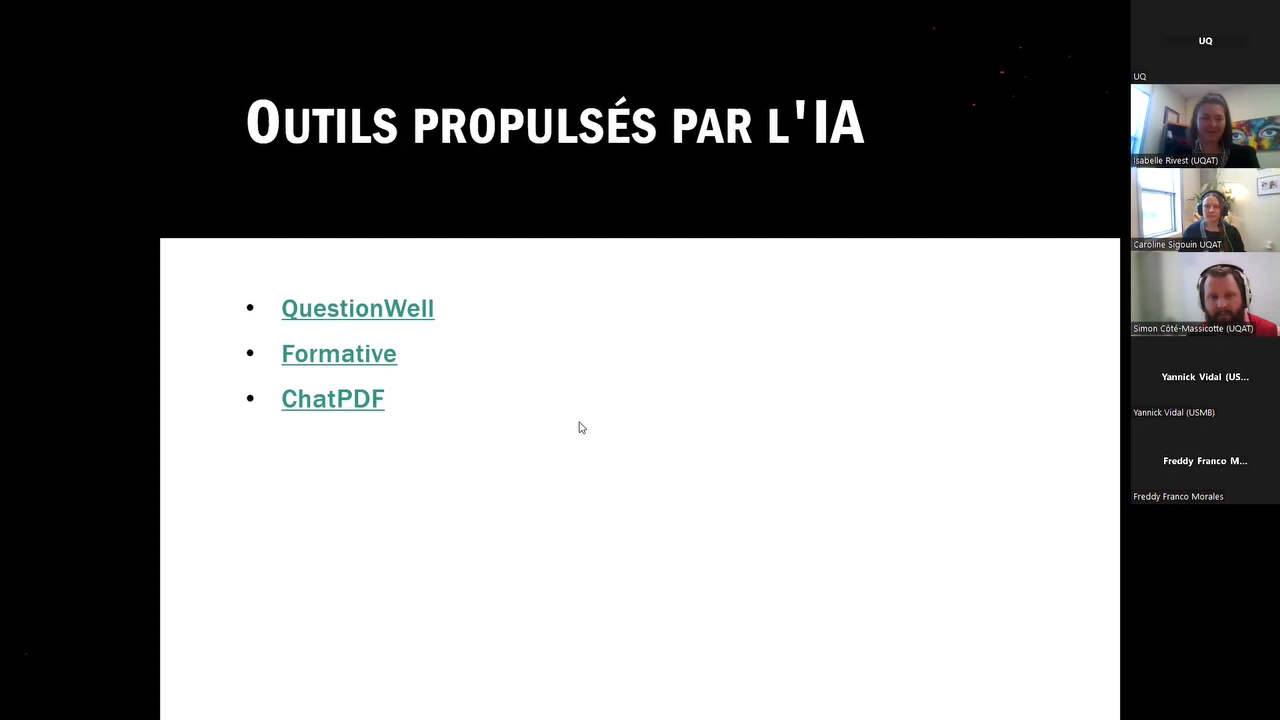 OUTILS PROPULSÉS PAR L'IA
• QuestionWell
• Formative
• ChatPDF
UQ
UQ
Isabelle Rivest (UQAT)
Caroline Sigouin UQAT
Simon Côté-Massicotte (UQAT)
Yannick Vidal (US...
Yannick Vidal (USMB)
Freddy Franco M...
Freddy Franco Morales